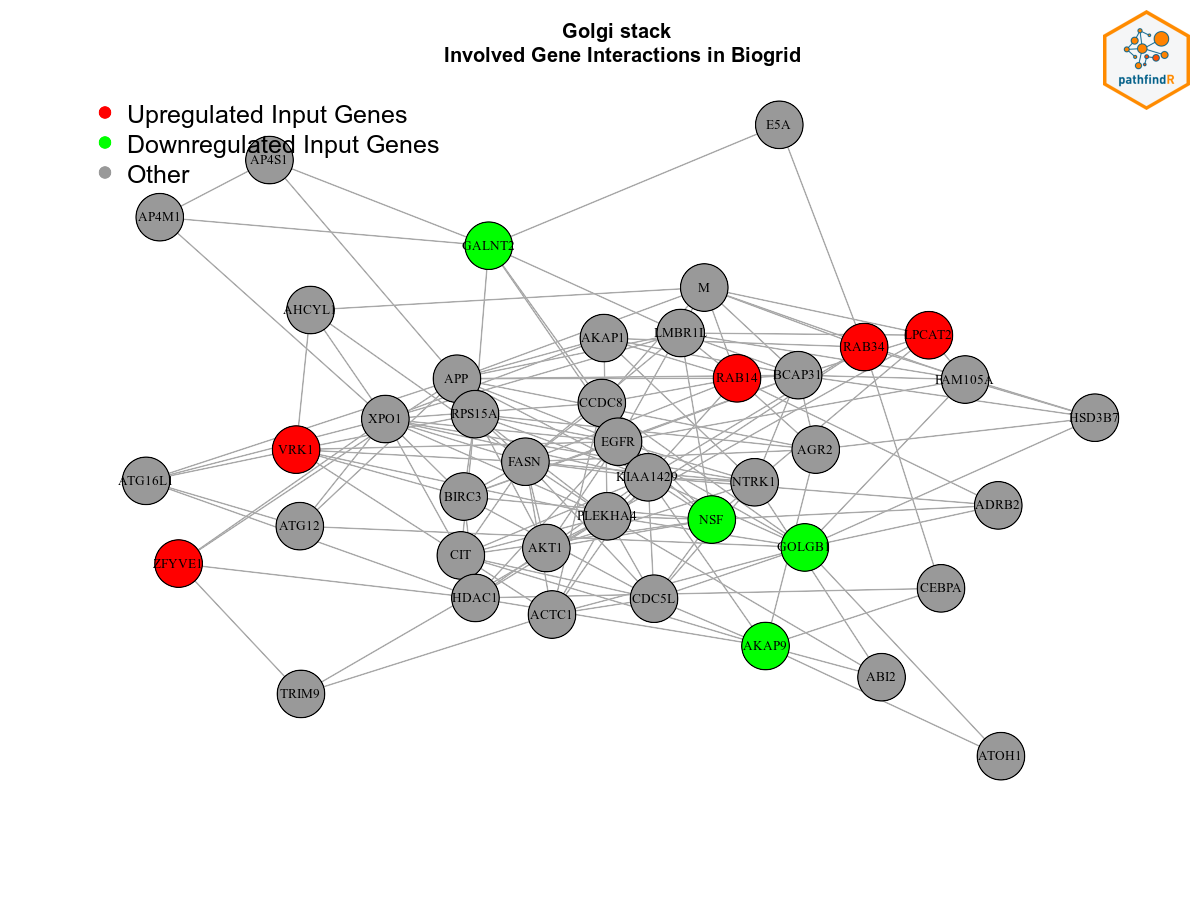 Golgi stack
Involved Gene Interactions in Biogrid
pathfindR
Upregulated Input Genes
Downregulated Input Genes
Other
E5A
AP4S1
AP4M1
GALNT2
M
AHCYL1
LMBR1L
AKAP1
RAB34
LPCAT2
APP
RAB14
BCAP31
FAM105A
CCDC8
RPS15A
XPO1
HSD3B7
EGFR
VRK1
AGR2
FASN
KIAA1429
ATG16L1
NTRK1
BIRC3
ADRB2
PLEKHA4
NSF
ATG12
AKT1
GOLGB1
CIT
ZFYVE1
HDAC1
CDC5L
CEBPA
ACTC1
AKAP9
ABI2
TRIM9
ATOH1